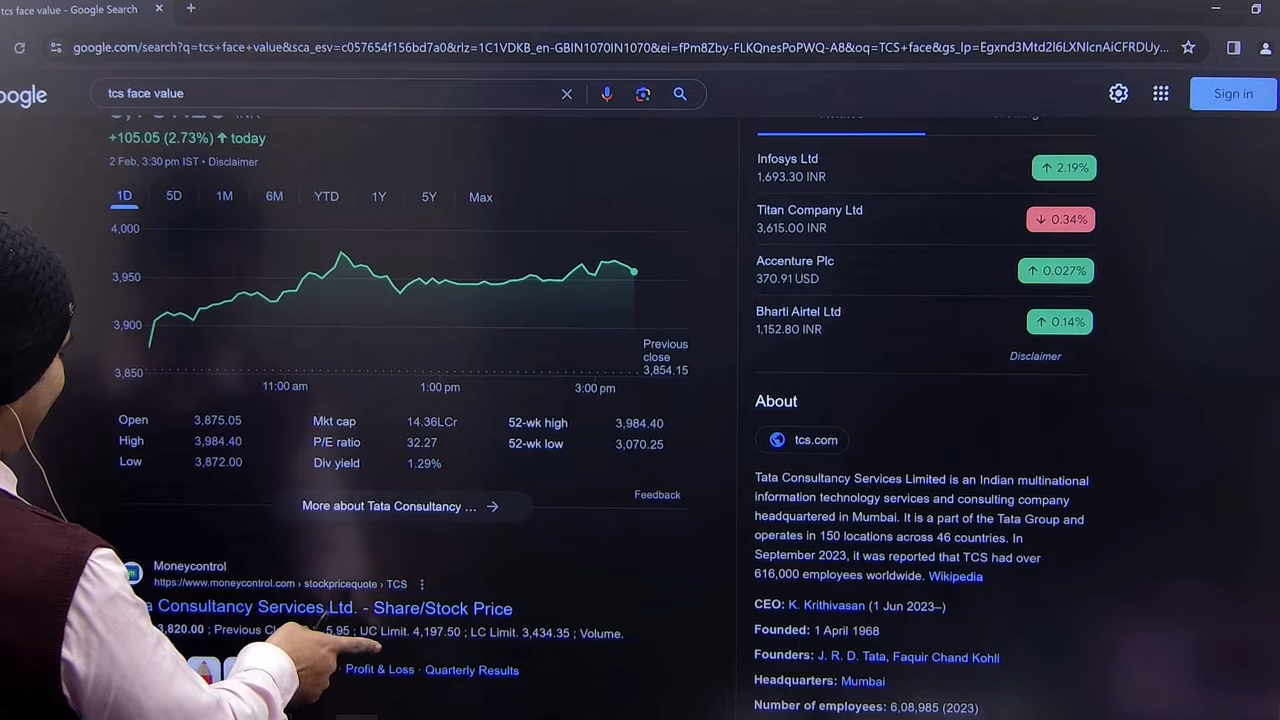 tcs face value - Google Search
google.com/search?q=tcs+face+value&sca_esv=c057654f156bd7a0&rlz=1C1VDKB_en-GBIN1070IN1070&ei=fPm8Zby-FLKQnesPoPWQ-A8&oq=TCS+face&gs_lp=Egxnd3Mtd2l6LXNlcnAiCFRDUy...
oogle
tcs face value
Sign in
+105.05 (2.73%) ↑ today
2 Feb, 3:30 pm IST • Disclaimer
1D 5D 1M 6M YTD 1Y 5Y Max
4,000
3,950
3,900
3,850
Previous
close
3,854.15
11:00 am 1:00 pm 3:00 pm
Open 3,875.05 Mkt cap 14.36LCr 52-wk high 3,984.40
High 3,984.40 P/E ratio 32.27 52-wk low 3,070.25
Low 3,872.00 Div yield 1.29%
Feedback
More about Tata Consultancy ... →
Moneycontrol
https://www.moneycontrol.com › stockpricequote › TCS
a Consultancy Services Ltd. - Share/Stock Price
3,820.00 ; Previous Cl 5.95 ; UC Limit. 4,197.50 ; LC Limit. 3,434.35 ; Volume.
· Profit & Loss · Quarterly Results
Infosys Ltd
1,693.30 INR
↑ 2.19%
Titan Company Ltd
3,615.00 INR
↓ 0.34%
Accenture Plc
370.91 USD
↑ 0.027%
Bharti Airtel Ltd
1,152.80 INR
↑ 0.14%
Disclaimer
About
tcs.com
Tata Consultancy Services Limited is an Indian multinational
information technology services and consulting company
headquartered in Mumbai. It is a part of the Tata Group and
operates in 150 locations across 46 countries. In
September 2023, it was reported that TCS had over
616,000 employees worldwide. Wikipedia
CEO: K. Krithivasan (1 Jun 2023–)
Founded: 1 April 1968
Founders: J. R. D. Tata, Faquir Chand Kohli
Headquarters: Mumbai
Number of employees: 6,08,985 (2023)